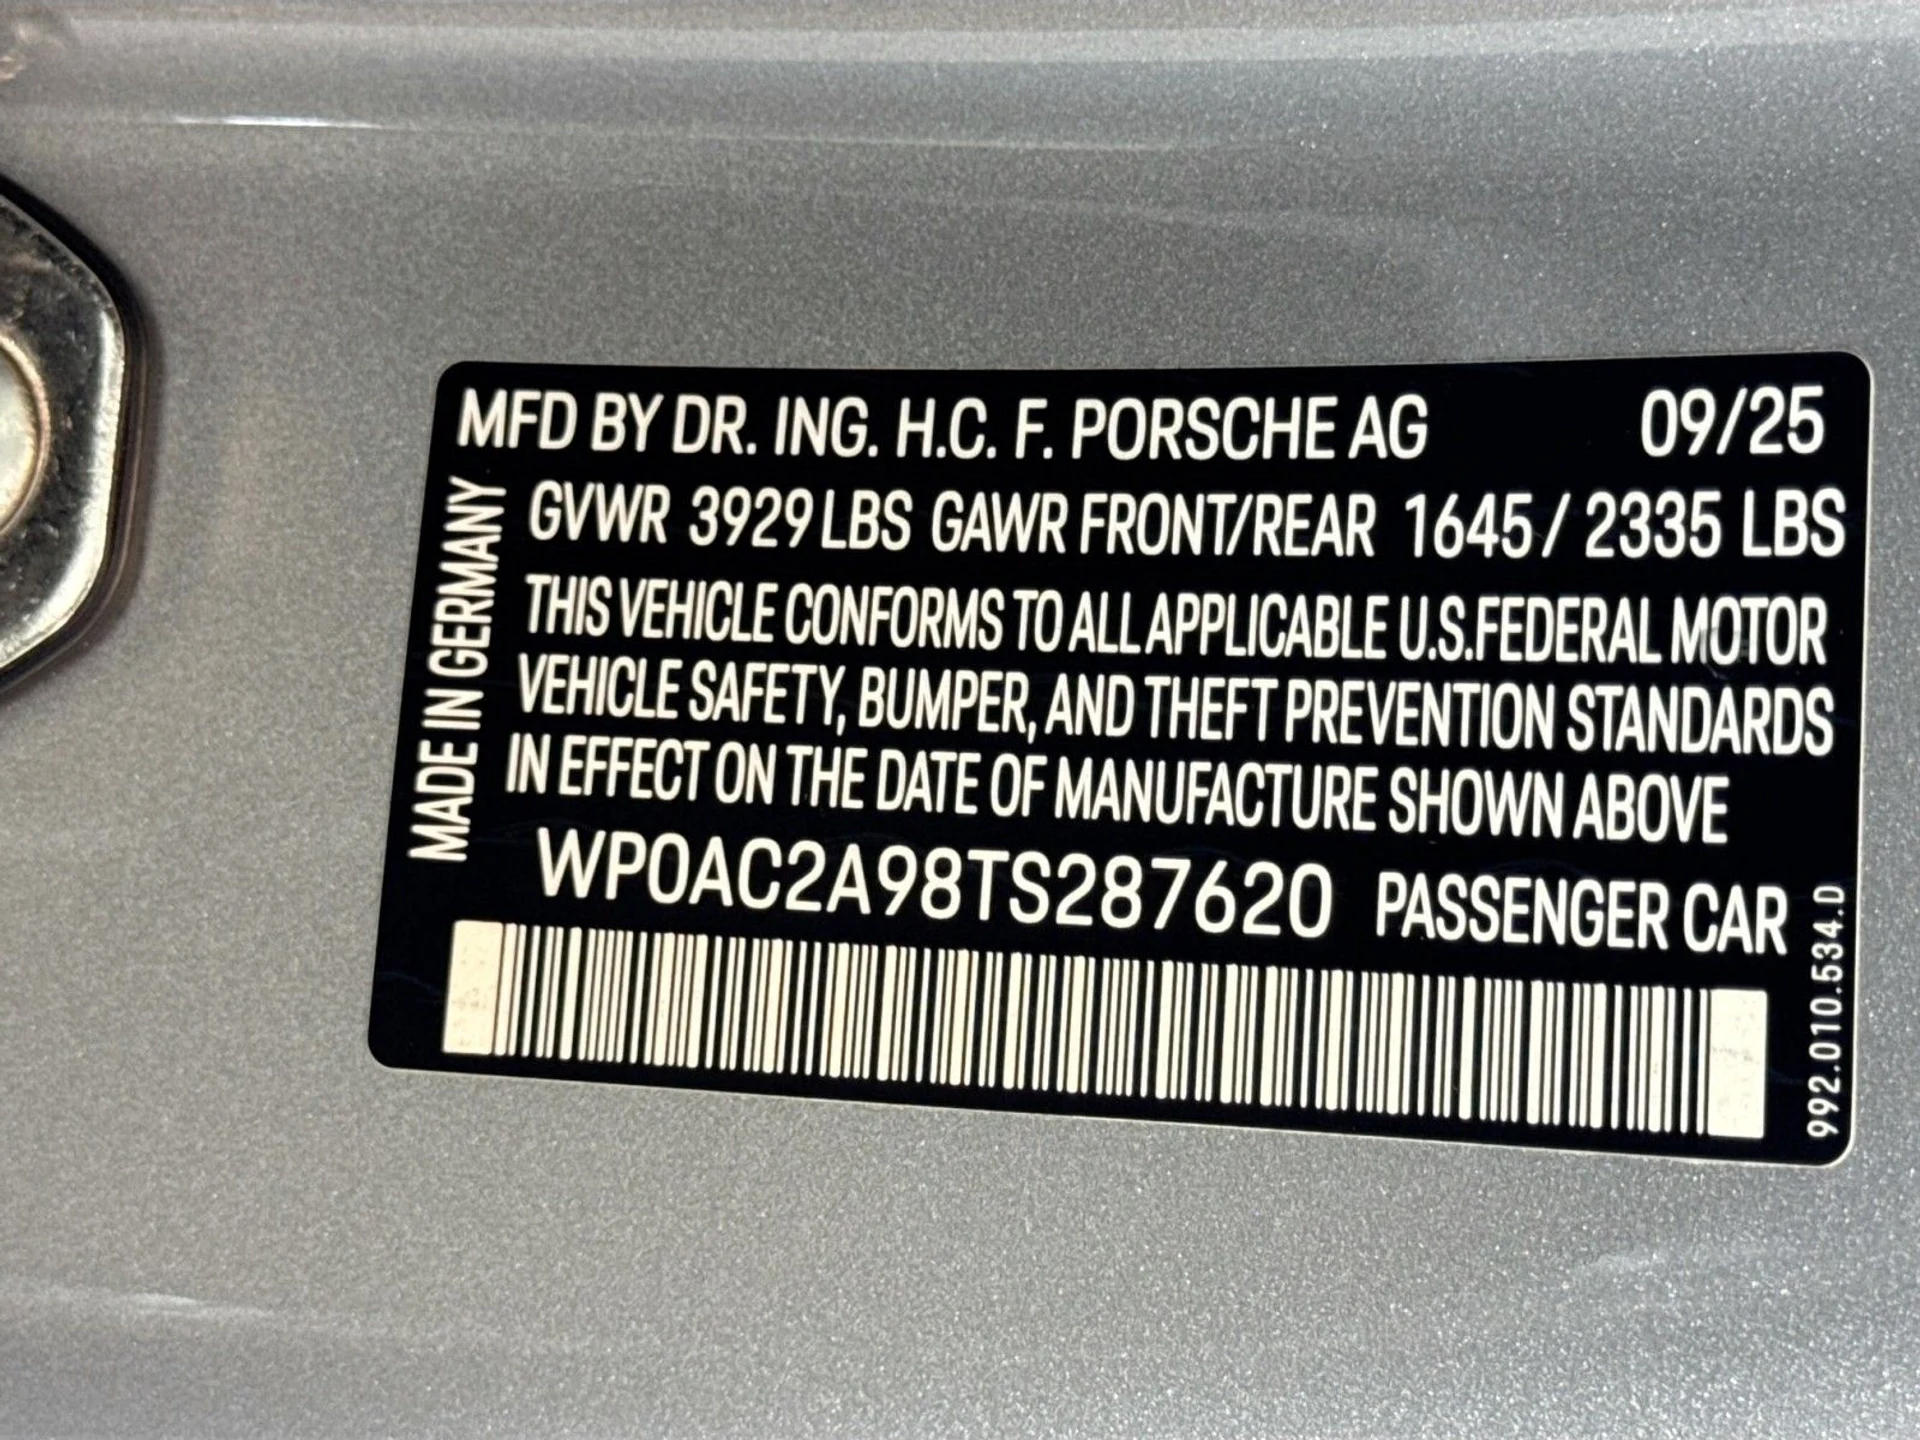 MFD BY DR. ING. H.C. F. PORSCHE AG 09/25
GVWR 3929 LBS GAWR FRONT/REAR 1645 / 2335 LBS
THIS VEHICLE CONFORMS TO ALL APPLICABLE U.S.FEDERAL MOTOR
VEHICLE SAFETY, BUMPER, AND THEFT PREVENTION STANDARDS
IN EFFECT ON THE DATE OF MANUFACTURE SHOWN ABOVE
WP0AC2A98TS287620 PASSENGER CAR
MADE IN GERMANY
992.010.534.D